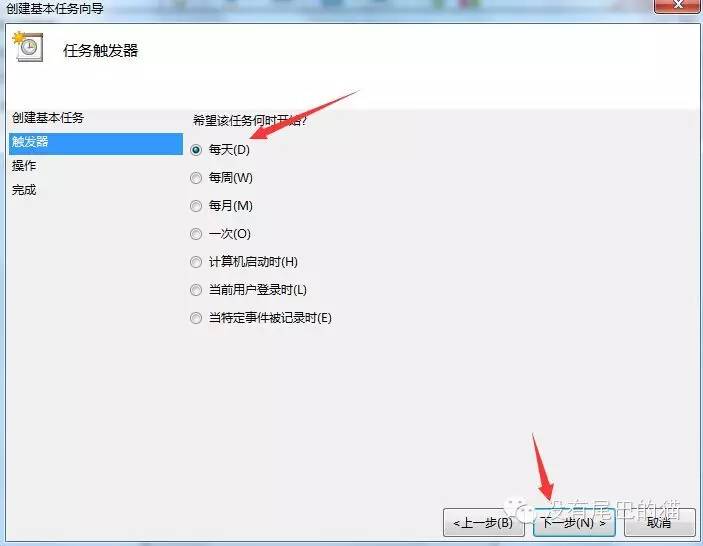 创建基本任务向导
任务触发器
创建基本任务
触发器
操作
完成
希望该任务何时开始?
每天(D)
每周(W)
每月(M)
一次(O)
计算机启动时(H)
当前用户登录时(L)
当特定事件被记录时(E)
没有尾巴的猫
<上一步(B)
下一步(N) >
取消